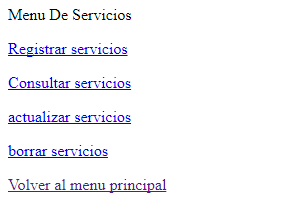 Menu De Servicios
Registrar servicios
Consultar servicios
actualizar servicios
borrar servicios
Volver al menu principal